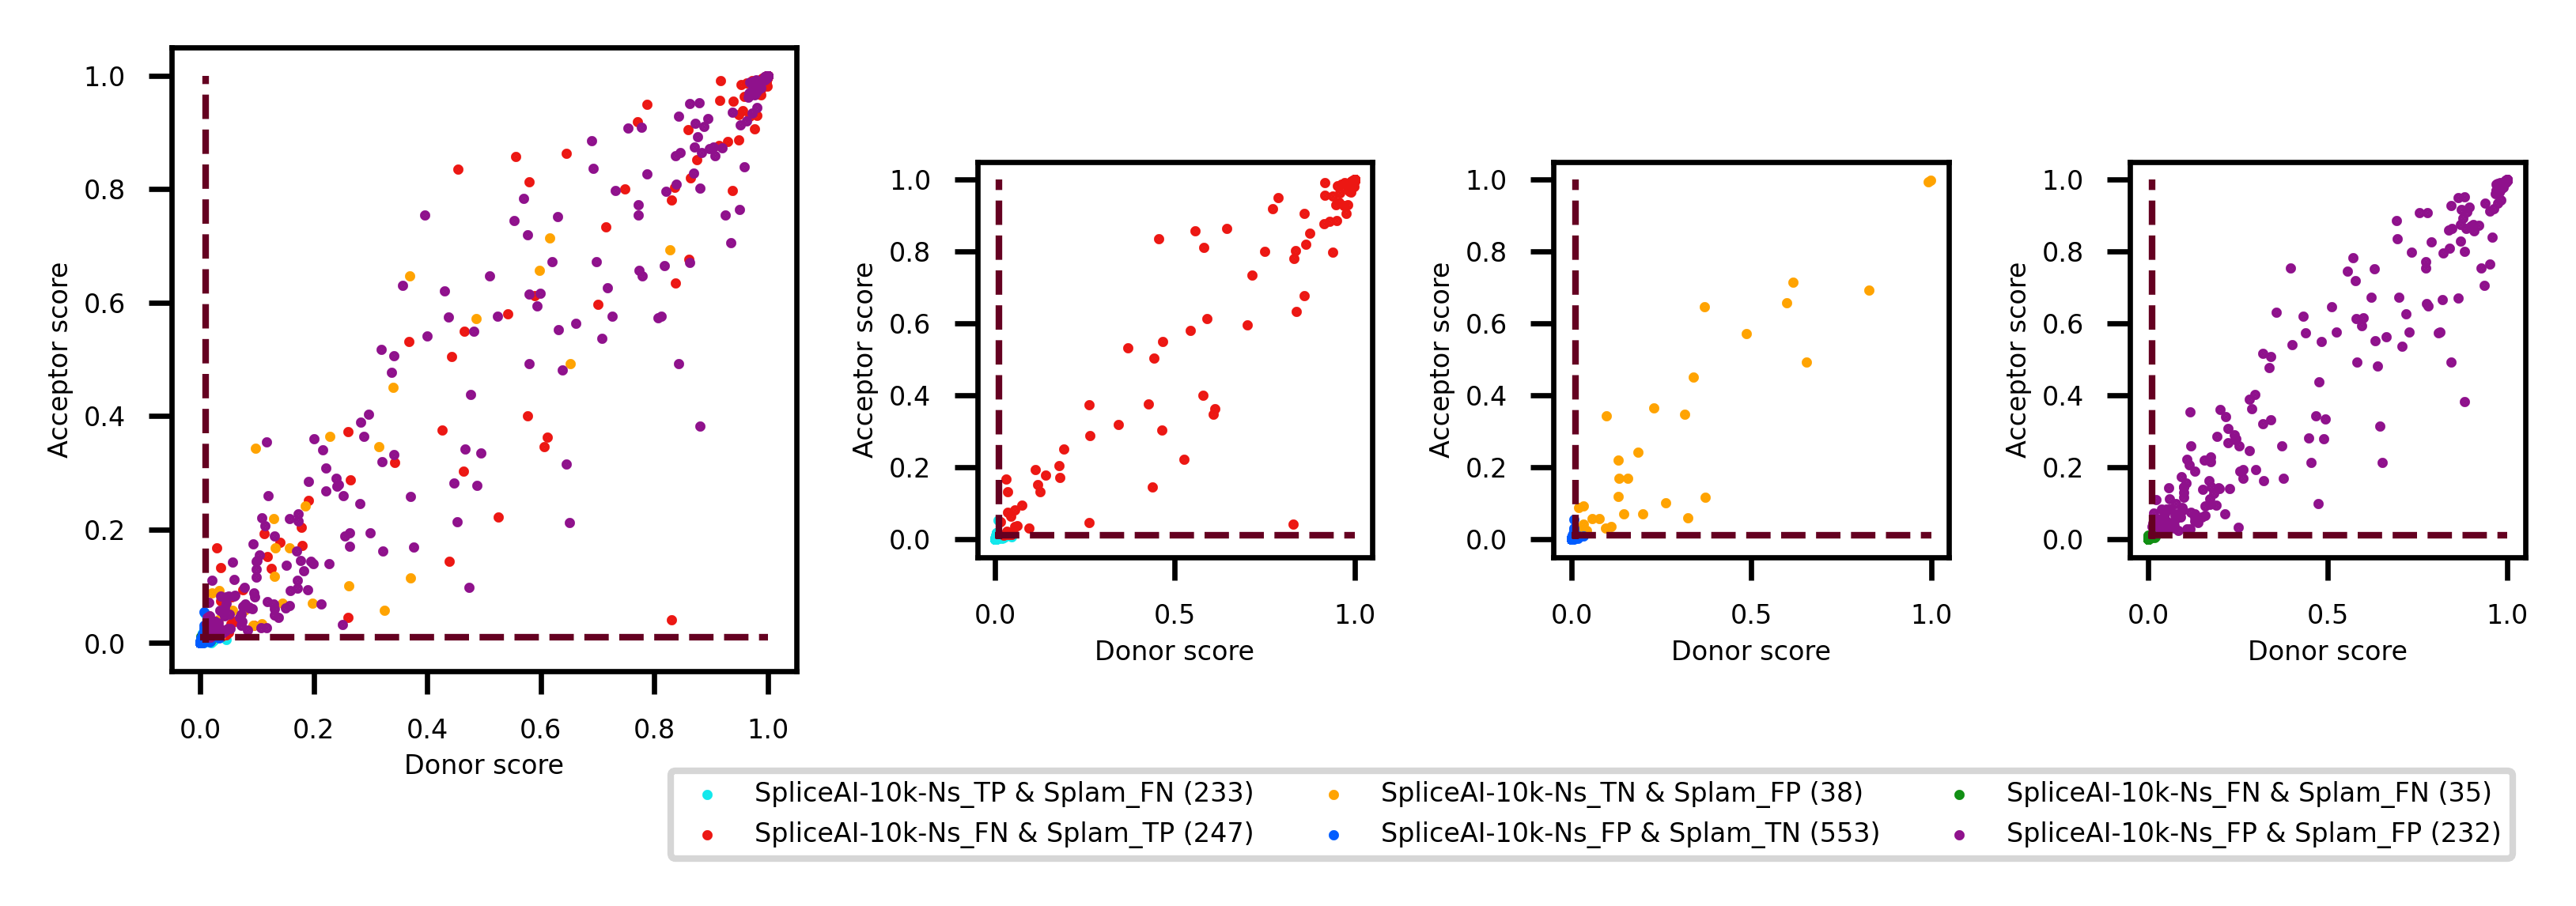 1.0
0.8
0.6
0.4
0.2
0.0
Acceptor score
0.0 0.2 0.4 0.6 0.8 1.0
Donor score
1.0
0.8
0.6
0.4
0.2
0.0
Acceptor score
0.0 0.5 1.0
Donor score
1.0
0.8
0.6
0.4
0.2
0.0
Acceptor score
0.0 0.5 1.0
Donor score
1.0
0.8
0.6
0.4
0.2
0.0
Acceptor score
0.0 0.5 1.0
Donor score
SpliceAI-10k-Ns_TP & Splam_FN (233)
SpliceAI-10k-Ns_FN & Splam_TP (247)
SpliceAI-10k-Ns_TN & Splam_FP (38)
SpliceAI-10k-Ns_FP & Splam_TN (553)
SpliceAI-10k-Ns_FN & Splam_FN (35)
SpliceAI-10k-Ns_FP & Splam_FP (232)